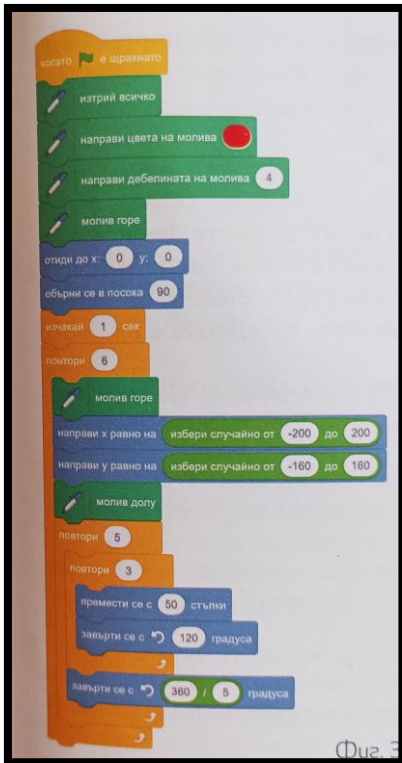 когато е щракнато
изтрий всичко
направи цвета на молива
направи дебелината на молива 4
молив горе
отиди до x: 0 y: 0
обърни се в посока 90
изчакай 1 сек
повтори 6
молив горе
направи x равно на избери случайно от -200 до 200
направи y равно на избери случайно от -160 до 160
молив долу
повтори 5
повтори 3
премести се с 50 стъпки
завърти се с 120 градуса
завърти се с 360 / 5 градуса
Фиг. 3